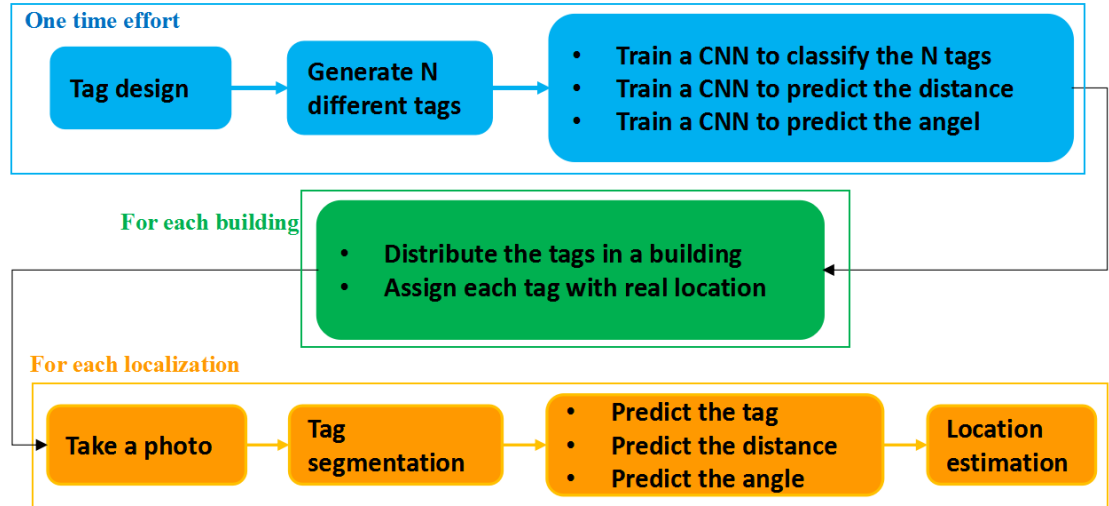 One time effort
Tag design
Generate N
different tags
• Train a CNN to classify the N tags
• Train a CNN to predict the distance
• Train a CNN to predict the angel
For each building
• Distribute the tags in a building
• Assign each tag with real location
For each localization
Take a photo
Tag
segmentation
• Predict the tag
• Predict the distance
• Predict the angle
Location
estimation